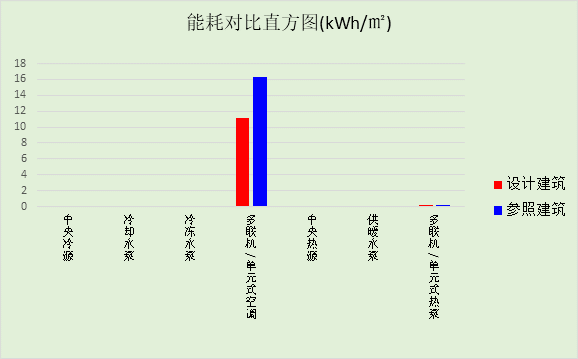 能耗对比直方图(kWh/㎡)
18
16
14
12
10
8
6
4
2
0
中央冷源
冷却水泵
冷冻水泵
多联机/单元式空调
中央热源
供暖水泵
多联机/单元式热泵
设计建筑
参照建筑